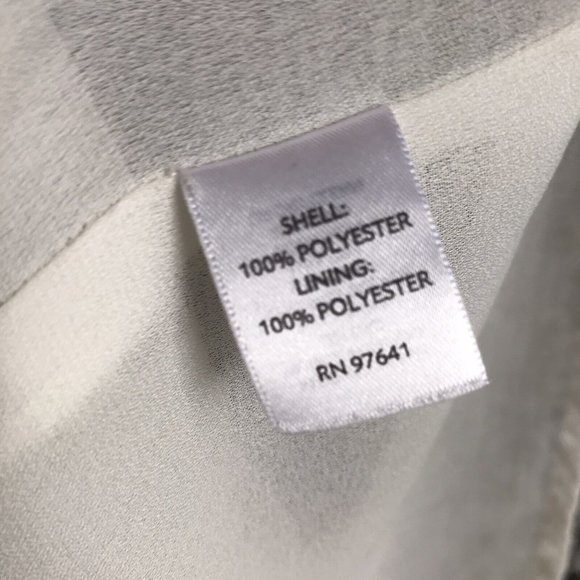 SHELL:
100% POLYESTER
LINING:
100% POLYESTER
RN 97641